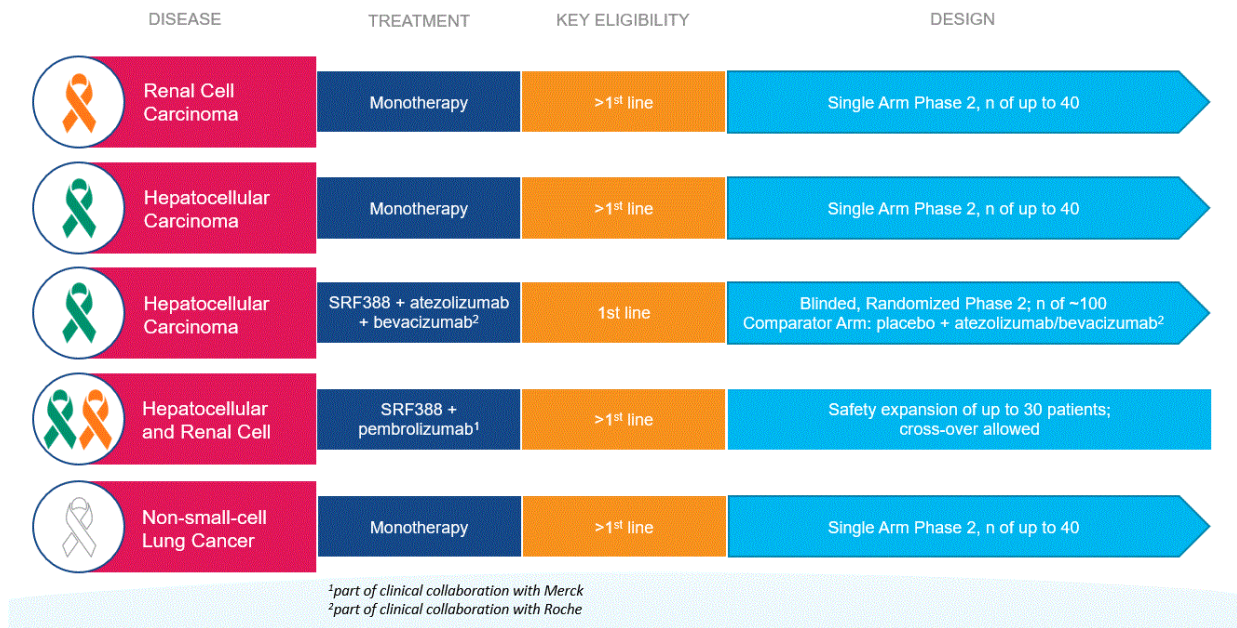 DISEASE
TREATMENT
KEY ELIGIBILITY
DESIGN
Renal Cell
Carcinoma
Monotherapy
>1st line
Single Arm Phase 2, n of up to 40
Hepatocellular
Carcinoma
Monotherapy
>1st line
Single Arm Phase 2, n of up to 40
Hepatocellular
Carcinoma
SRF388 + atezolizumab
+ bevacizumab²
1st line
Blinded, Randomized Phase 2; n of ~100
Comparator Arm: placebo + atezolizumab/bevacizumab²
Hepatocellular
and Renal Cell
SRF388 +
pembrolizumab¹
>1st line
Safety expansion of up to 30 patients;
cross-over allowed
Non-small-cell
Lung Cancer
Monotherapy
>1st line
Single Arm Phase 2, n of up to 40
¹part of clinical collaboration with Merck
²part of clinical collaboration with Roche